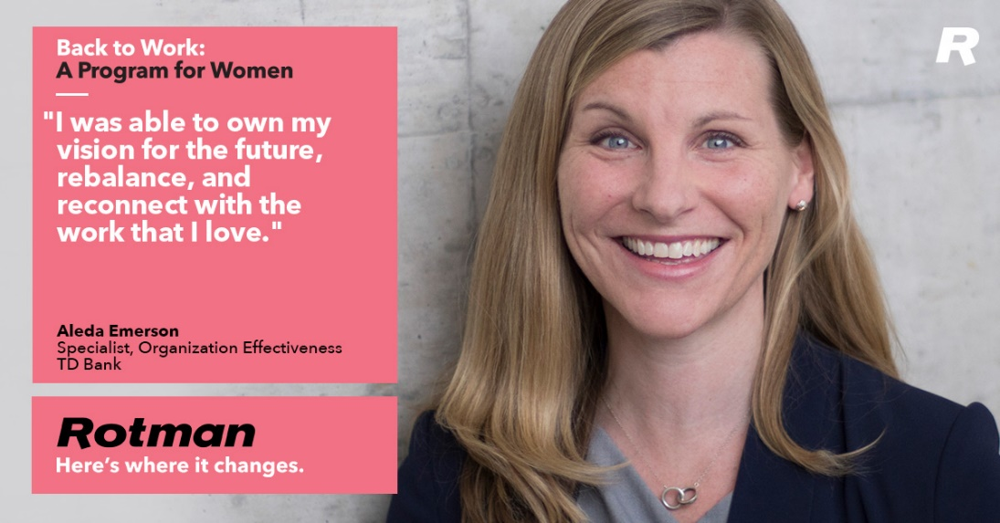 Back to Work:
A Program for Women
"I was able to own my
vision for the future,
rebalance, and
reconnect with the
work that I love."
Aleda Emerson
Specialist, Organization Effectiveness
TD Bank
Rotman
Here's where it changes.
R